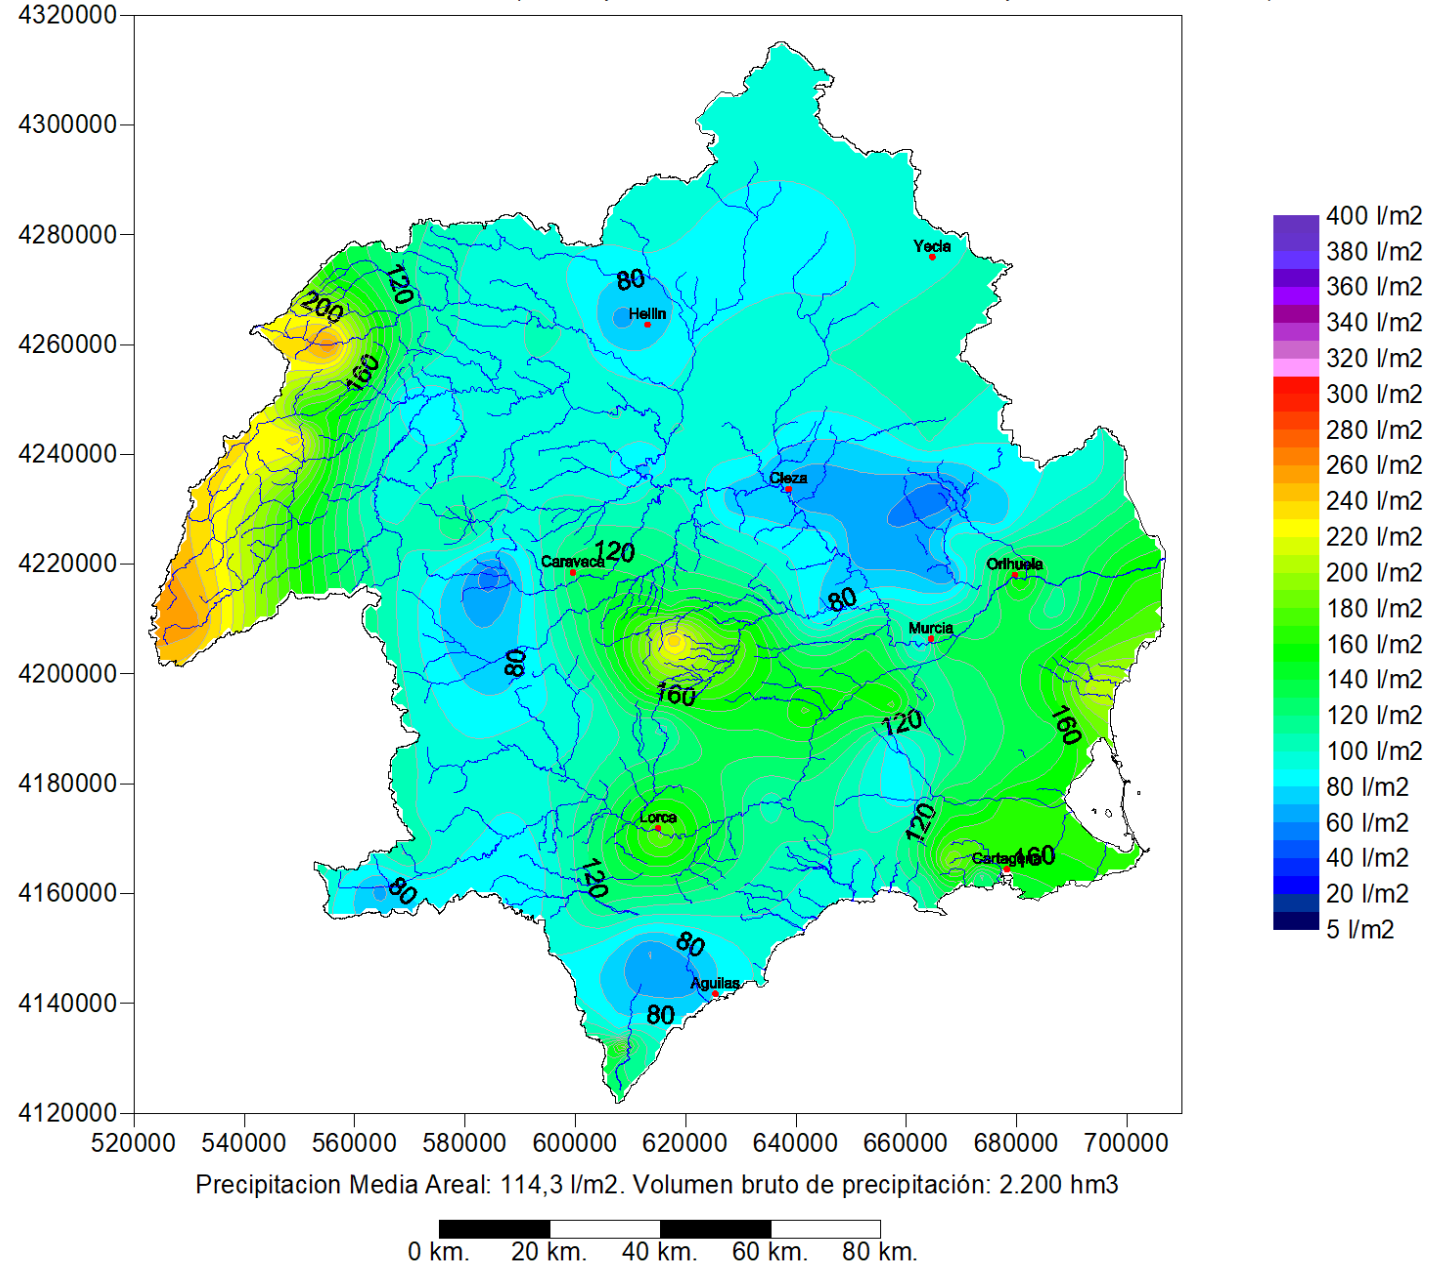 4320000
4300000
4280000
4260000
4240000
4220000
4200000
4180000
4160000
4140000
4120000
520000 540000 560000 580000 600000 620000 640000 660000 680000 700000
Yecla
80
Hellin
120
200
160
Cieza
120
Caravaca
Orihuela
80
Murcia
80
160
120
160
Lorca
120
Cartagena
160
120
80
80
Aguilas
80
400 l/m2
380 l/m2
360 l/m2
340 l/m2
320 l/m2
300 l/m2
280 l/m2
260 l/m2
240 l/m2
220 l/m2
200 l/m2
180 l/m2
160 l/m2
140 l/m2
120 l/m2
100 l/m2
80 l/m2
60 l/m2
40 l/m2
20 l/m2
5 l/m2
Precipitacion Media Areal: 114,3 l/m2. Volumen bruto de precipitación: 2.200 hm3
0 km. 20 km. 40 km. 60 km. 80 km.